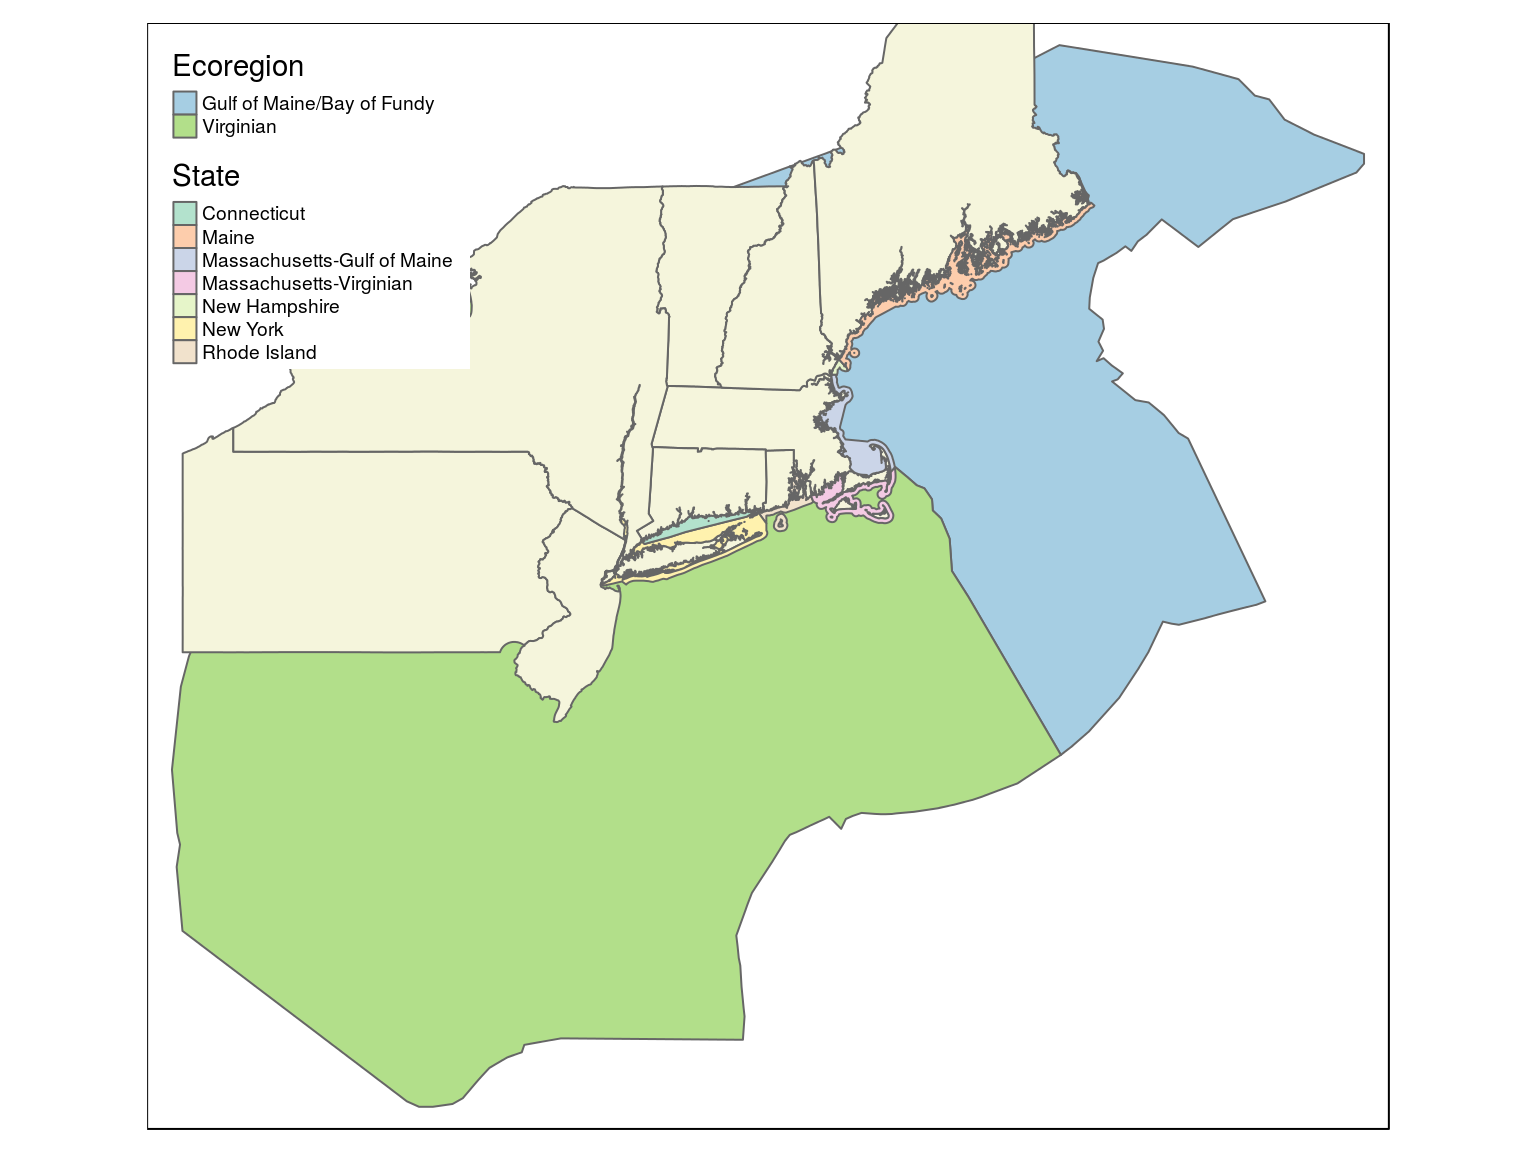 Ecoregion
Gulf of Maine/Bay of Fundy
Virginian
State
Connecticut
Maine
Massachusetts-Gulf of Maine
Massachusetts-Virginian
New Hampshire
New York
Rhode Island